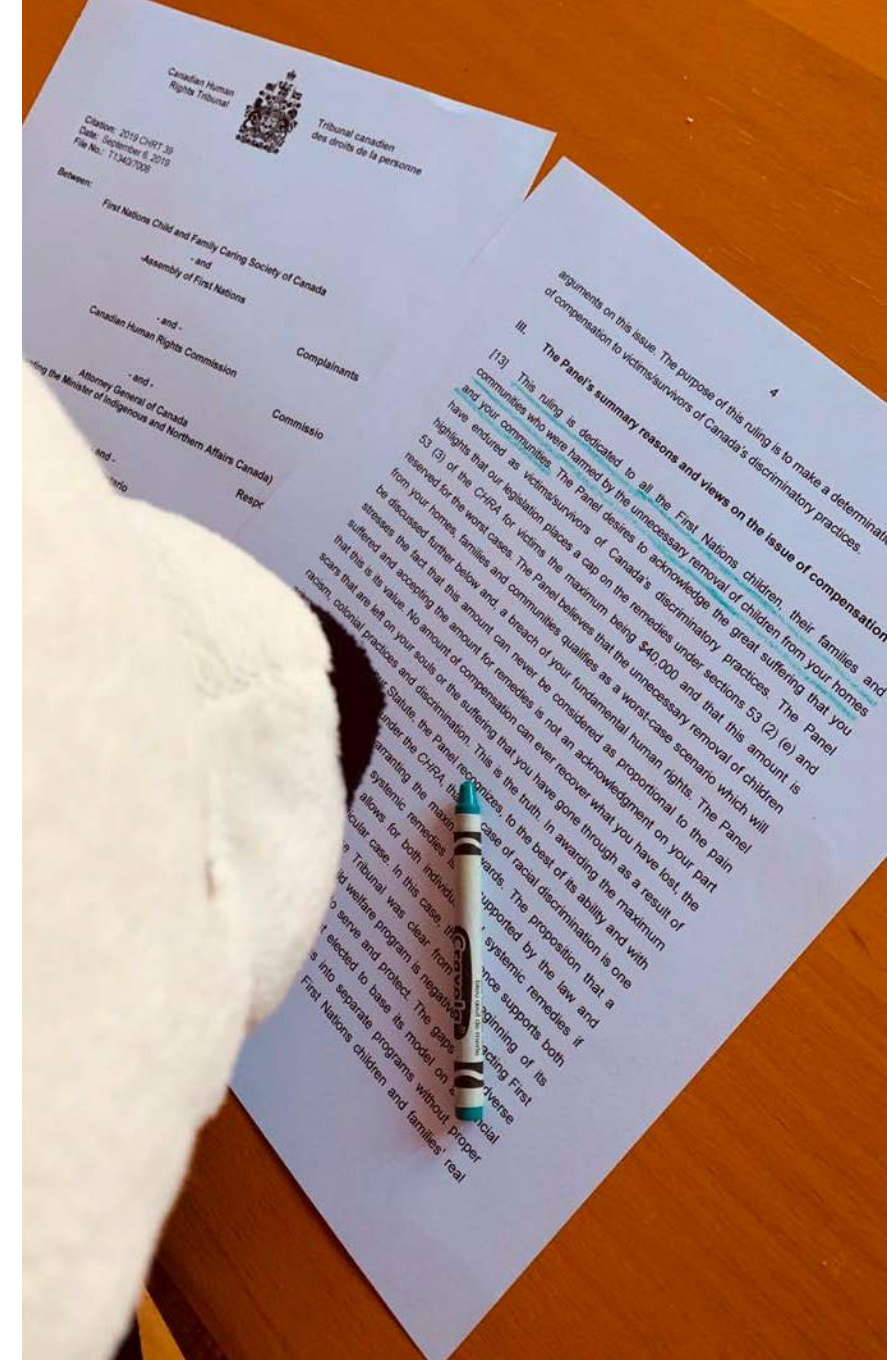 Canadian Human
Rights Tribunal
Tribunal canadien
des droits de la personne
Citation: 2019 CHRT 39
Date: September 6, 2019
File No.: T1340/7008
Between:
First Nations Child and Family Caring Society of Canada
- and
-Assembly of First Nations
Complainants
- and -
Canadian Human Rights Commission
Commissio
- and -
Attorney General of Canada
ting the Minister of Indigenous and Northern Affairs Canada)
Resp
- and -
4
arguments on this issue. The purpose of this ruling is to make a determinatio
of compensation to victims/survivors of Canada's discriminatory practices.
III. The Panel's summary reasons and views on the issue of compensation
[13] This ruling is dedicated to all the First Nations children, their families and
communities who were harmed by the unnecessary removal of children from your homes
and your communities. The Panel desires to acknowledge the great suffering that you
have endured as victims/survivors of Canada's discriminatory practices. The Panel
highlights that our legislation places a cap on the remedies under sections 53 (2) (e) and
53 (3) of the CHRA for victims the maximum being $40,000 and that this amount is
reserved for the worst cases. The Panel believes that the unnecessary removal of children
from your homes, families and communities qualifies as a worst-case scenario which will
be discussed further below and, a breach of your fundamental human rights. The Panel
stresses the fact that this amount can never be considered as proportional to the pain
suffered and accepting the amount for remedies is not an acknowledgment on your part
that this is its value. No amount of compensation can ever recover what you have lost, the
scars that are left on your souls or the suffering that you have gone through as a result of
racism, colonial practices and discrimination. This is the truth. In awarding the maximum
Statute, the Panel recognizes, to the best of its ability and with
case of racial discrimination is one
under the CHRA wards. The proposition that a
arranting the maxim supported by the law and
systemic remedies is systemic remedies if
allows for both individu nce supports both
icular case. In this case, eginning of its
e Tribunal was clear from cting First
ld welfare program is negativ dverse
to serve and protect. The gaps ncial
t elected to base its model on
s into separate programs without proper
First Nations children and families' real
Crayola